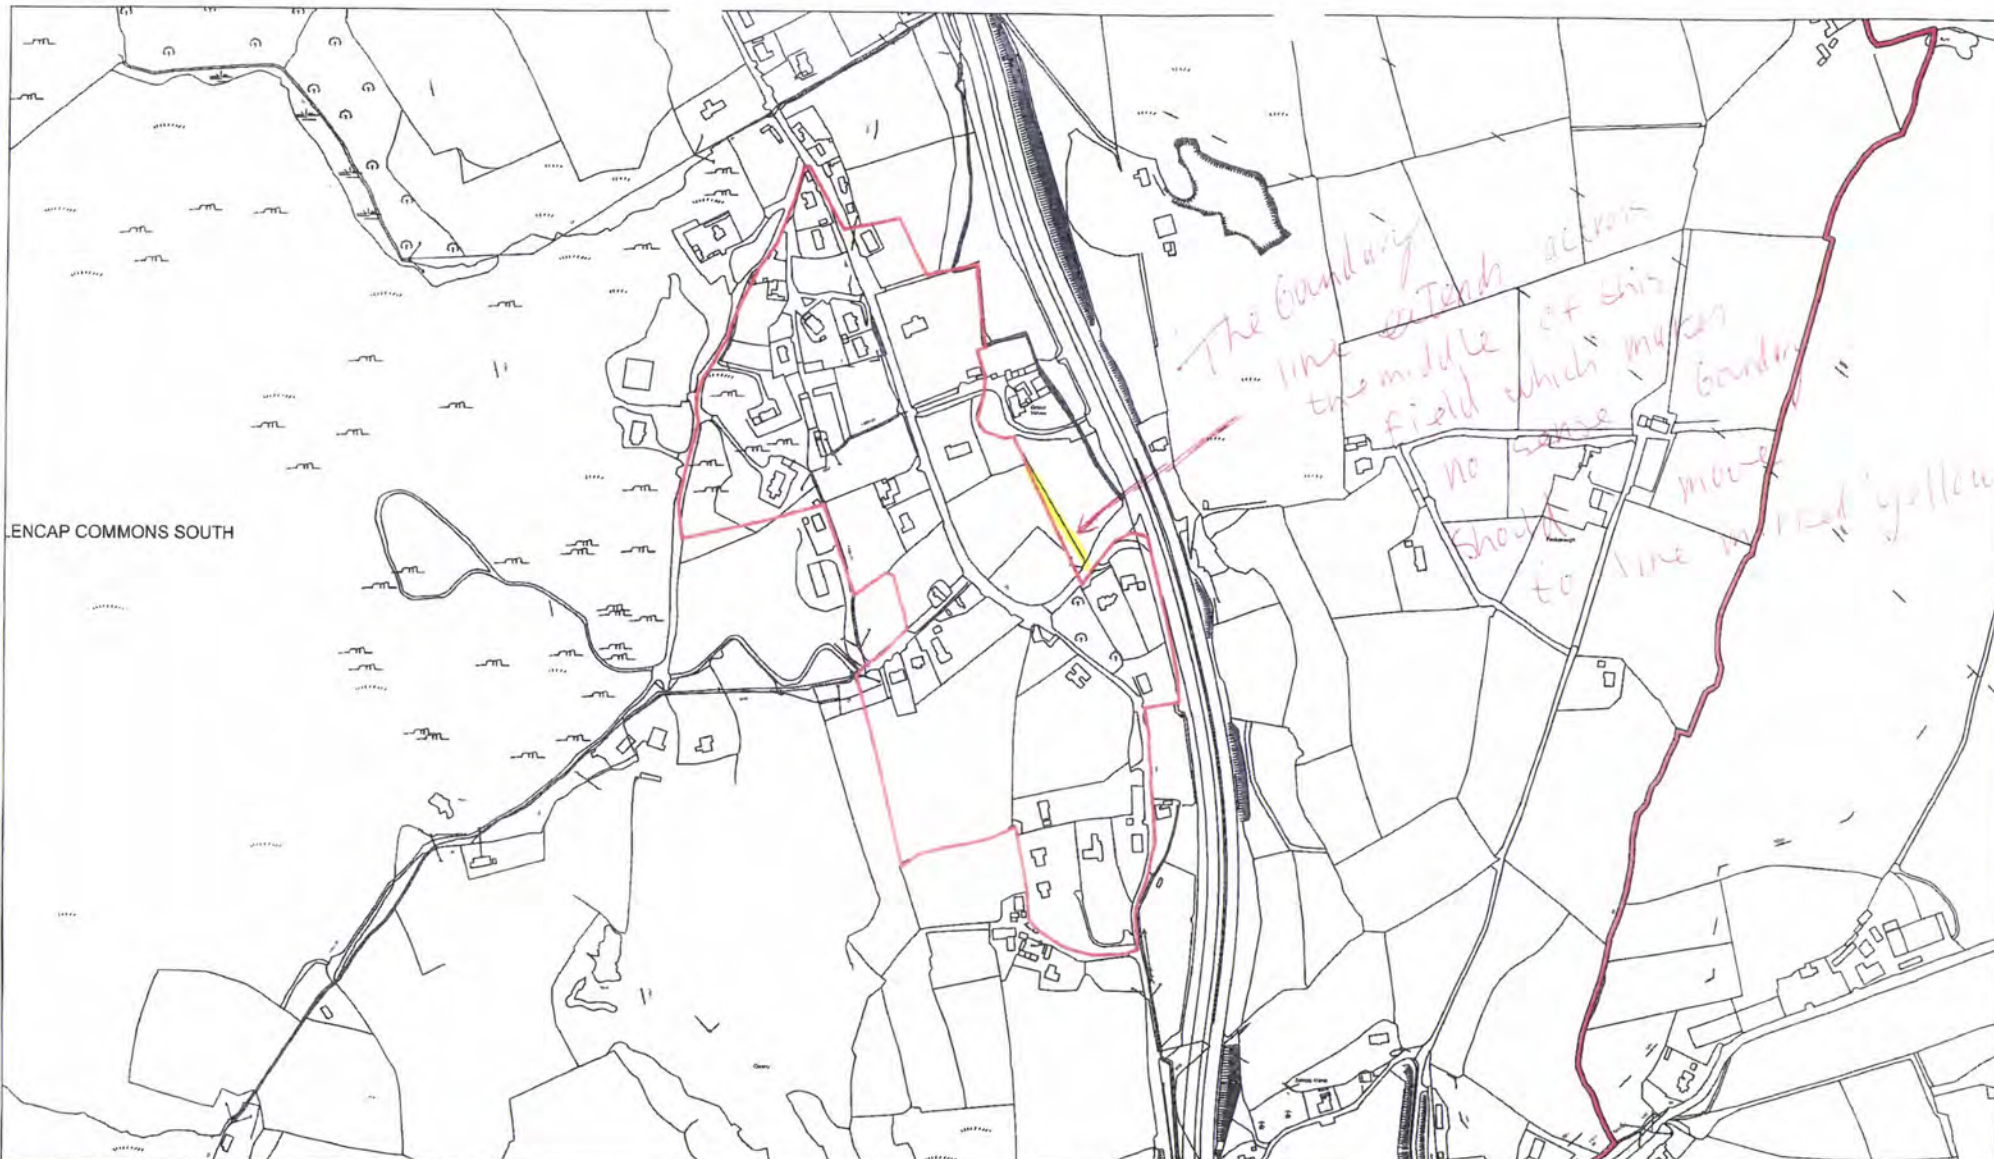 LENCAP COMMONS SOUTH
The boundary
line extends across
the middle of this
field which makes
no sense boundary
should move
to line marked yellow